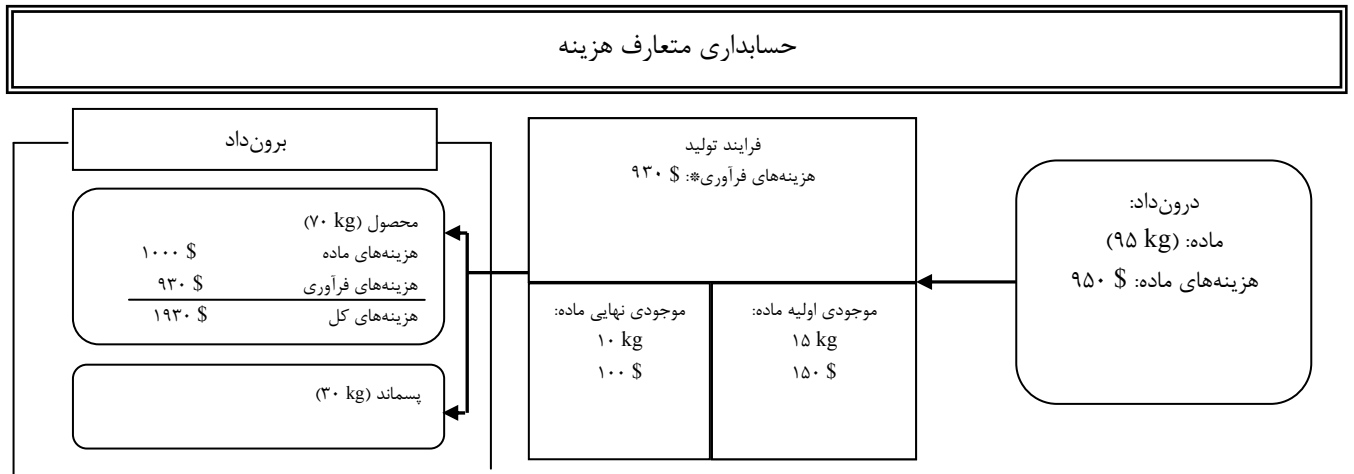 حسابداری متعارف هزینه
درون‌داد:
ماده: (۹۵ kg)
هزینه‌های ماده: $ ۹۵۰
فرایند تولید
هزینه‌های فرآوری*: $ ۹۳۰
موجودی اولیه ماده:
۱۵ kg
۱۵۰ $
موجودی نهایی ماده:
۱۰ kg
۱۰۰ $
برون‌داد
محصول (۷۰ kg)
هزینه‌های ماده ۱۰۰۰ $
هزینه‌های فرآوری ۹۳۰ $
هزینه‌های کل ۱۹۳۰ $
پسماند (۳۰ kg)